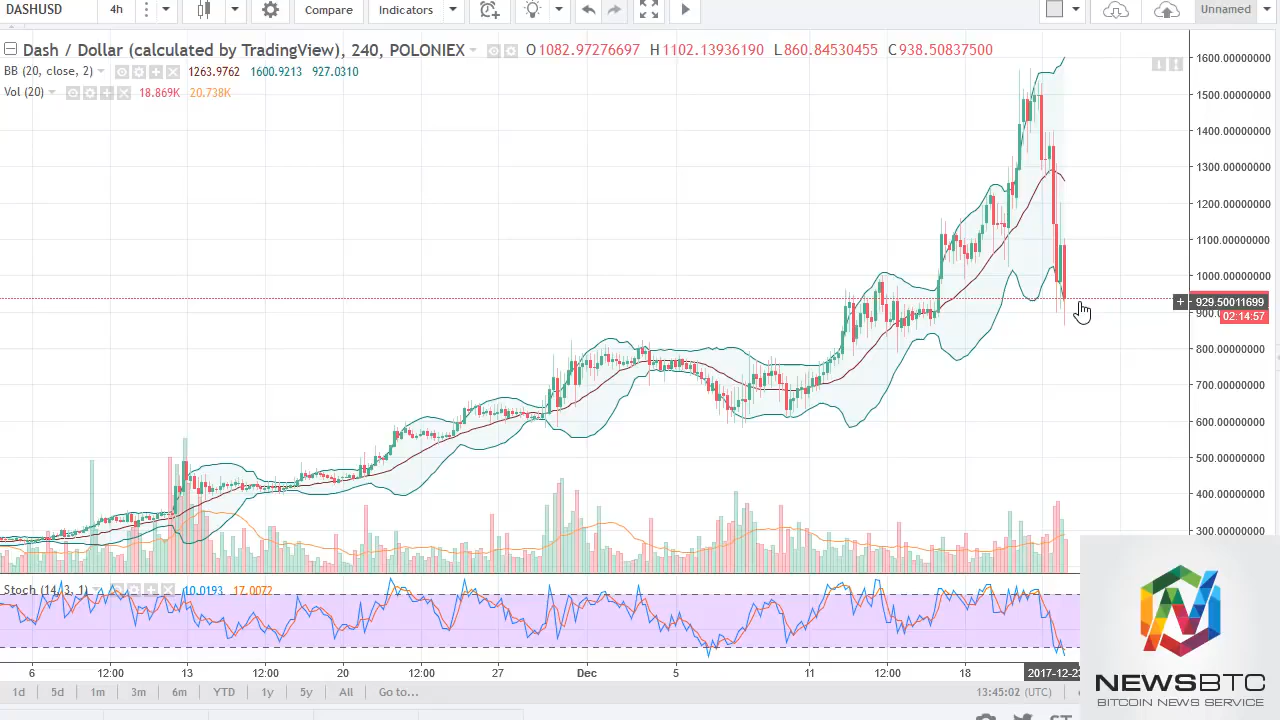 DASHUSD 4h Compare Indicators Unnamed
Dash / Dollar (calculated by TradingView), 240, POLONIEX O1082.97276697 H1102.13936190 L860.84530455 C938.50837500
BB (20, close, 2) 1263.9762 1600.9213 927.0310
Vol (20) 18.869K 20.738K
1600.00000000
1500.00000000
1400.00000000
1300.00000000
1200.00000000
1100.00000000
1000.00000000
929.50011699
900.
02:14:57
800.00000000
700.00000000
600.00000000
500.00000000
400.00000000
300.00000000
Stoch (14, 3, 1) 10.0193 17.0072
6 12:00 13 12:00 20 12:00 27 Dec 5 11 12:00 18 2017-12-22
1d 5d 1m 3m 6m YTD 1y 5y All Go to... 13:45:02 (UTC)
NEWSBTC
BITCOIN NEWS SERVICE